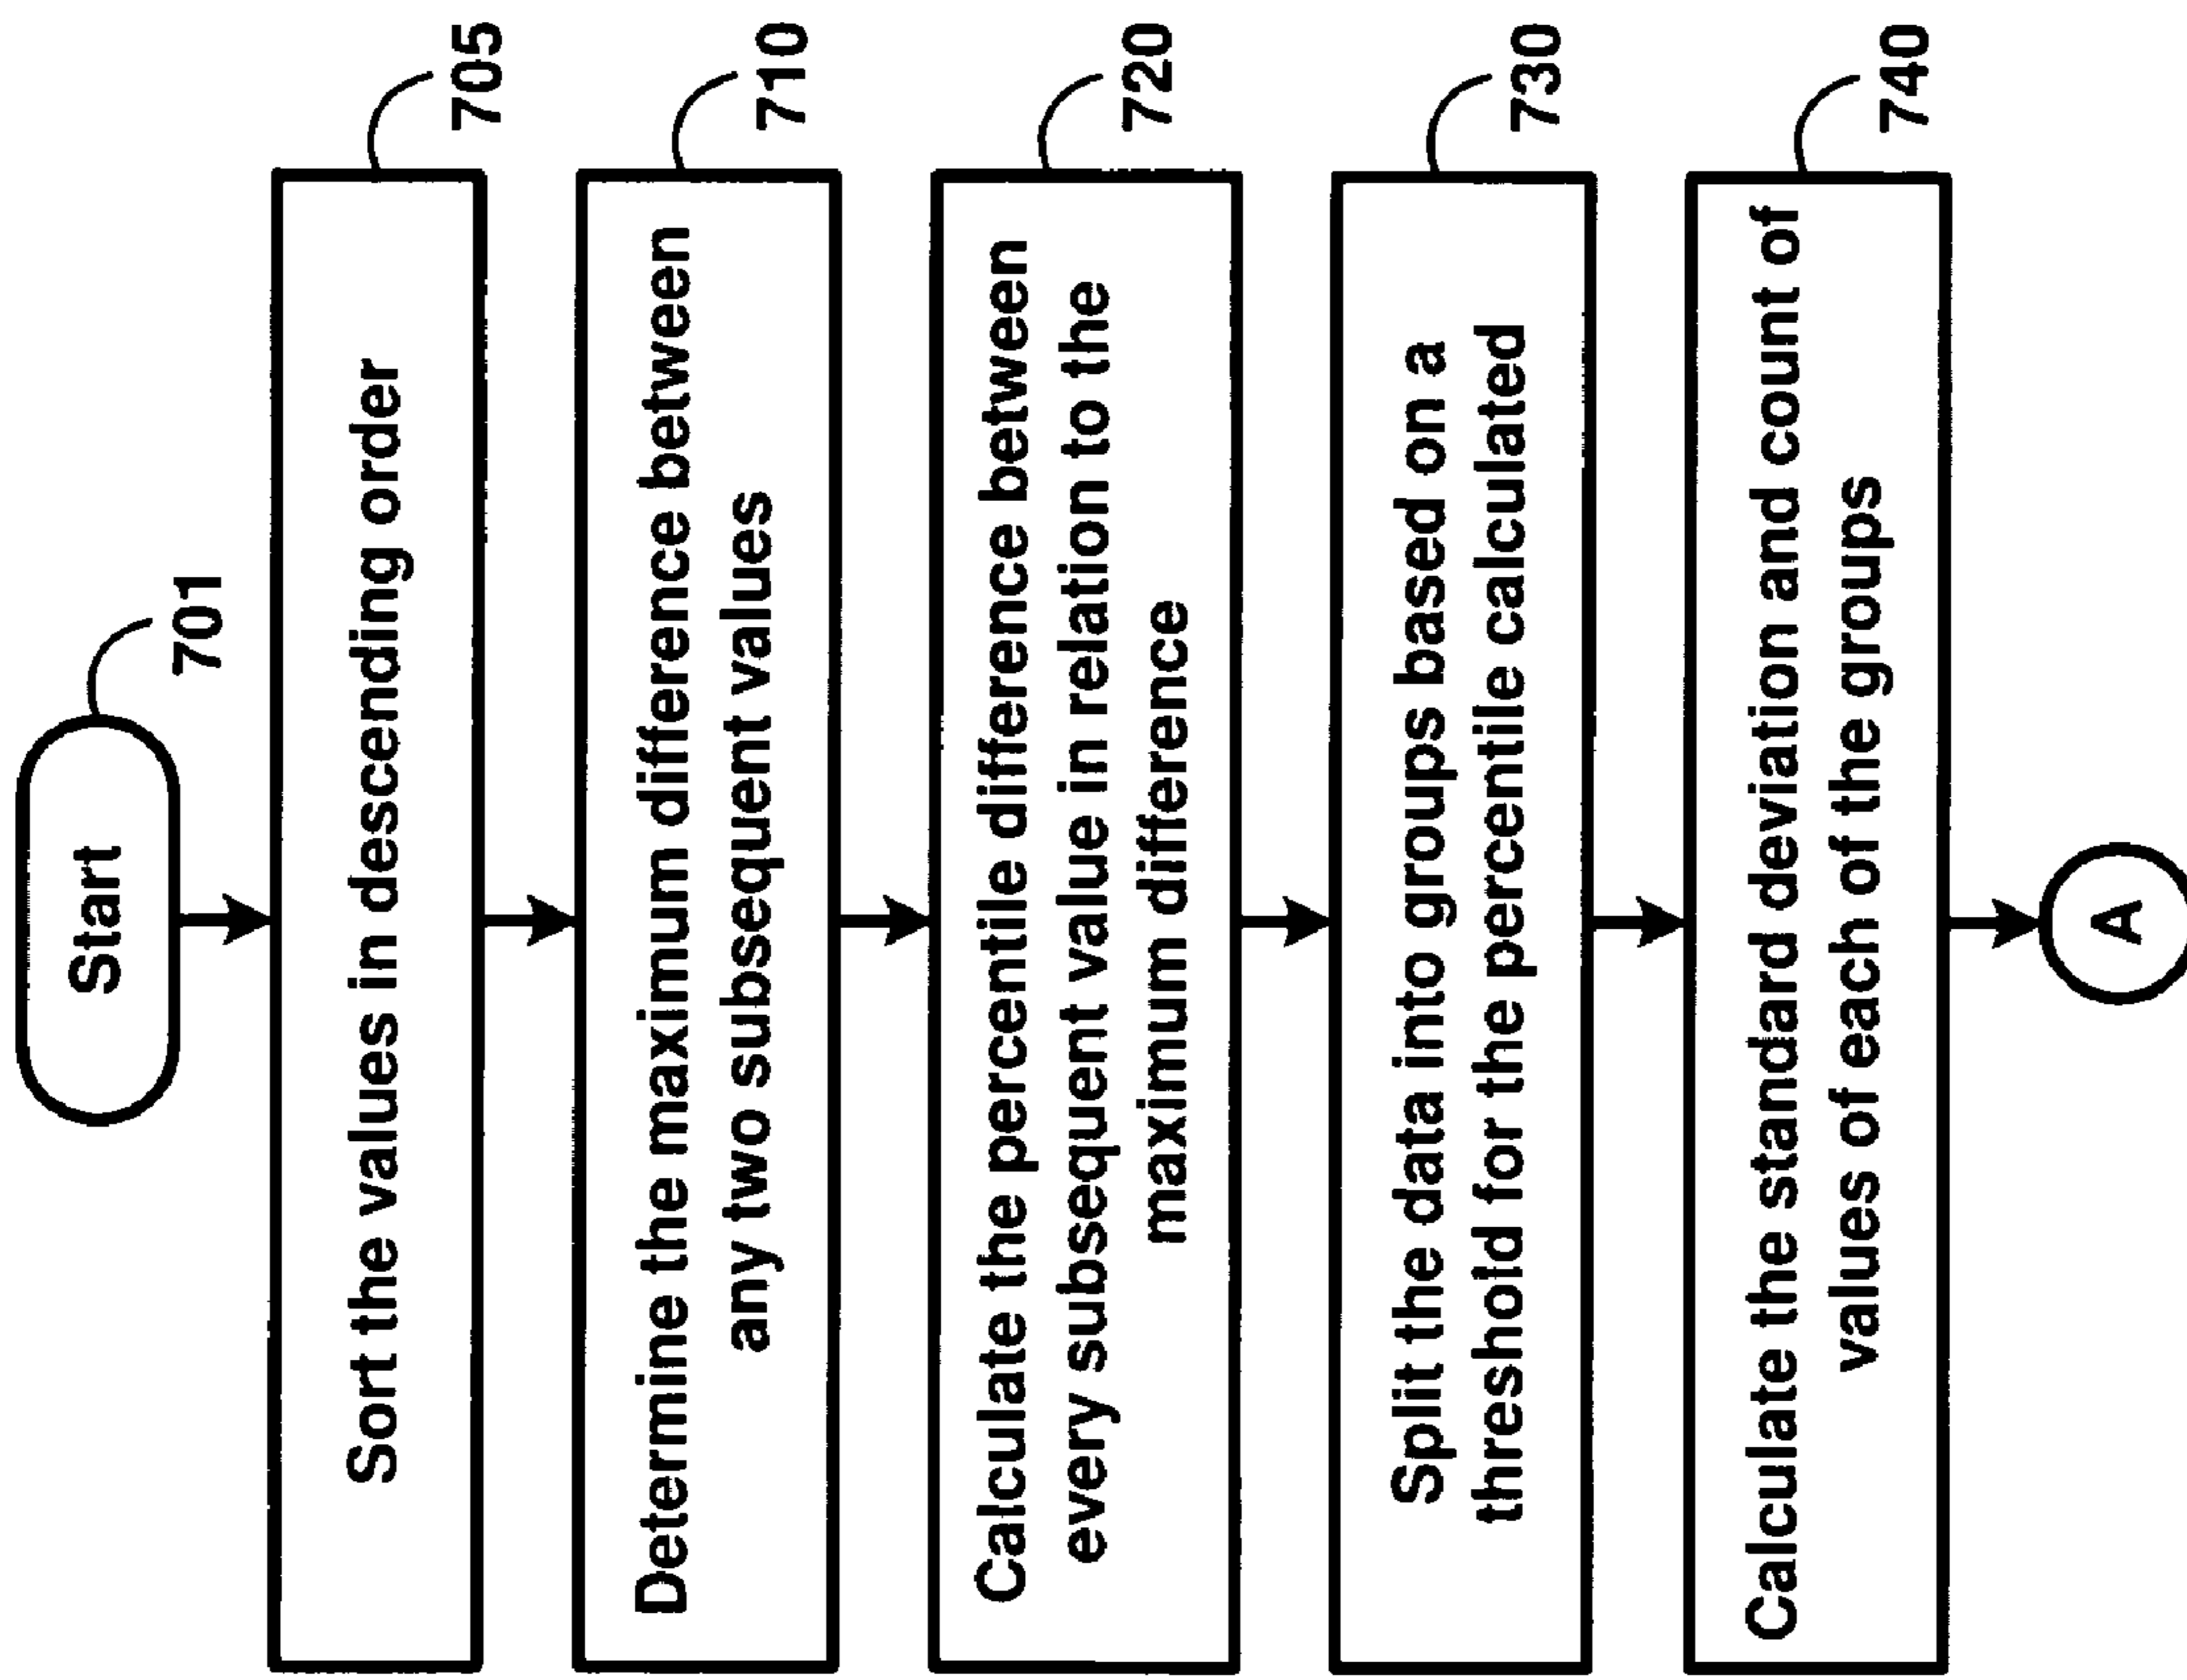 Start
701
Sort the values in descending order
705
Determine the maximum difference between
any two subsequent values
710
Calculate the percentile difference between
every subsequent value in relation to the
maximum difference
720
Split the data into groups based on a
threshold for the percentile calculated
730
Calculate the standard deviation and count of
values of each of the groups
740
A